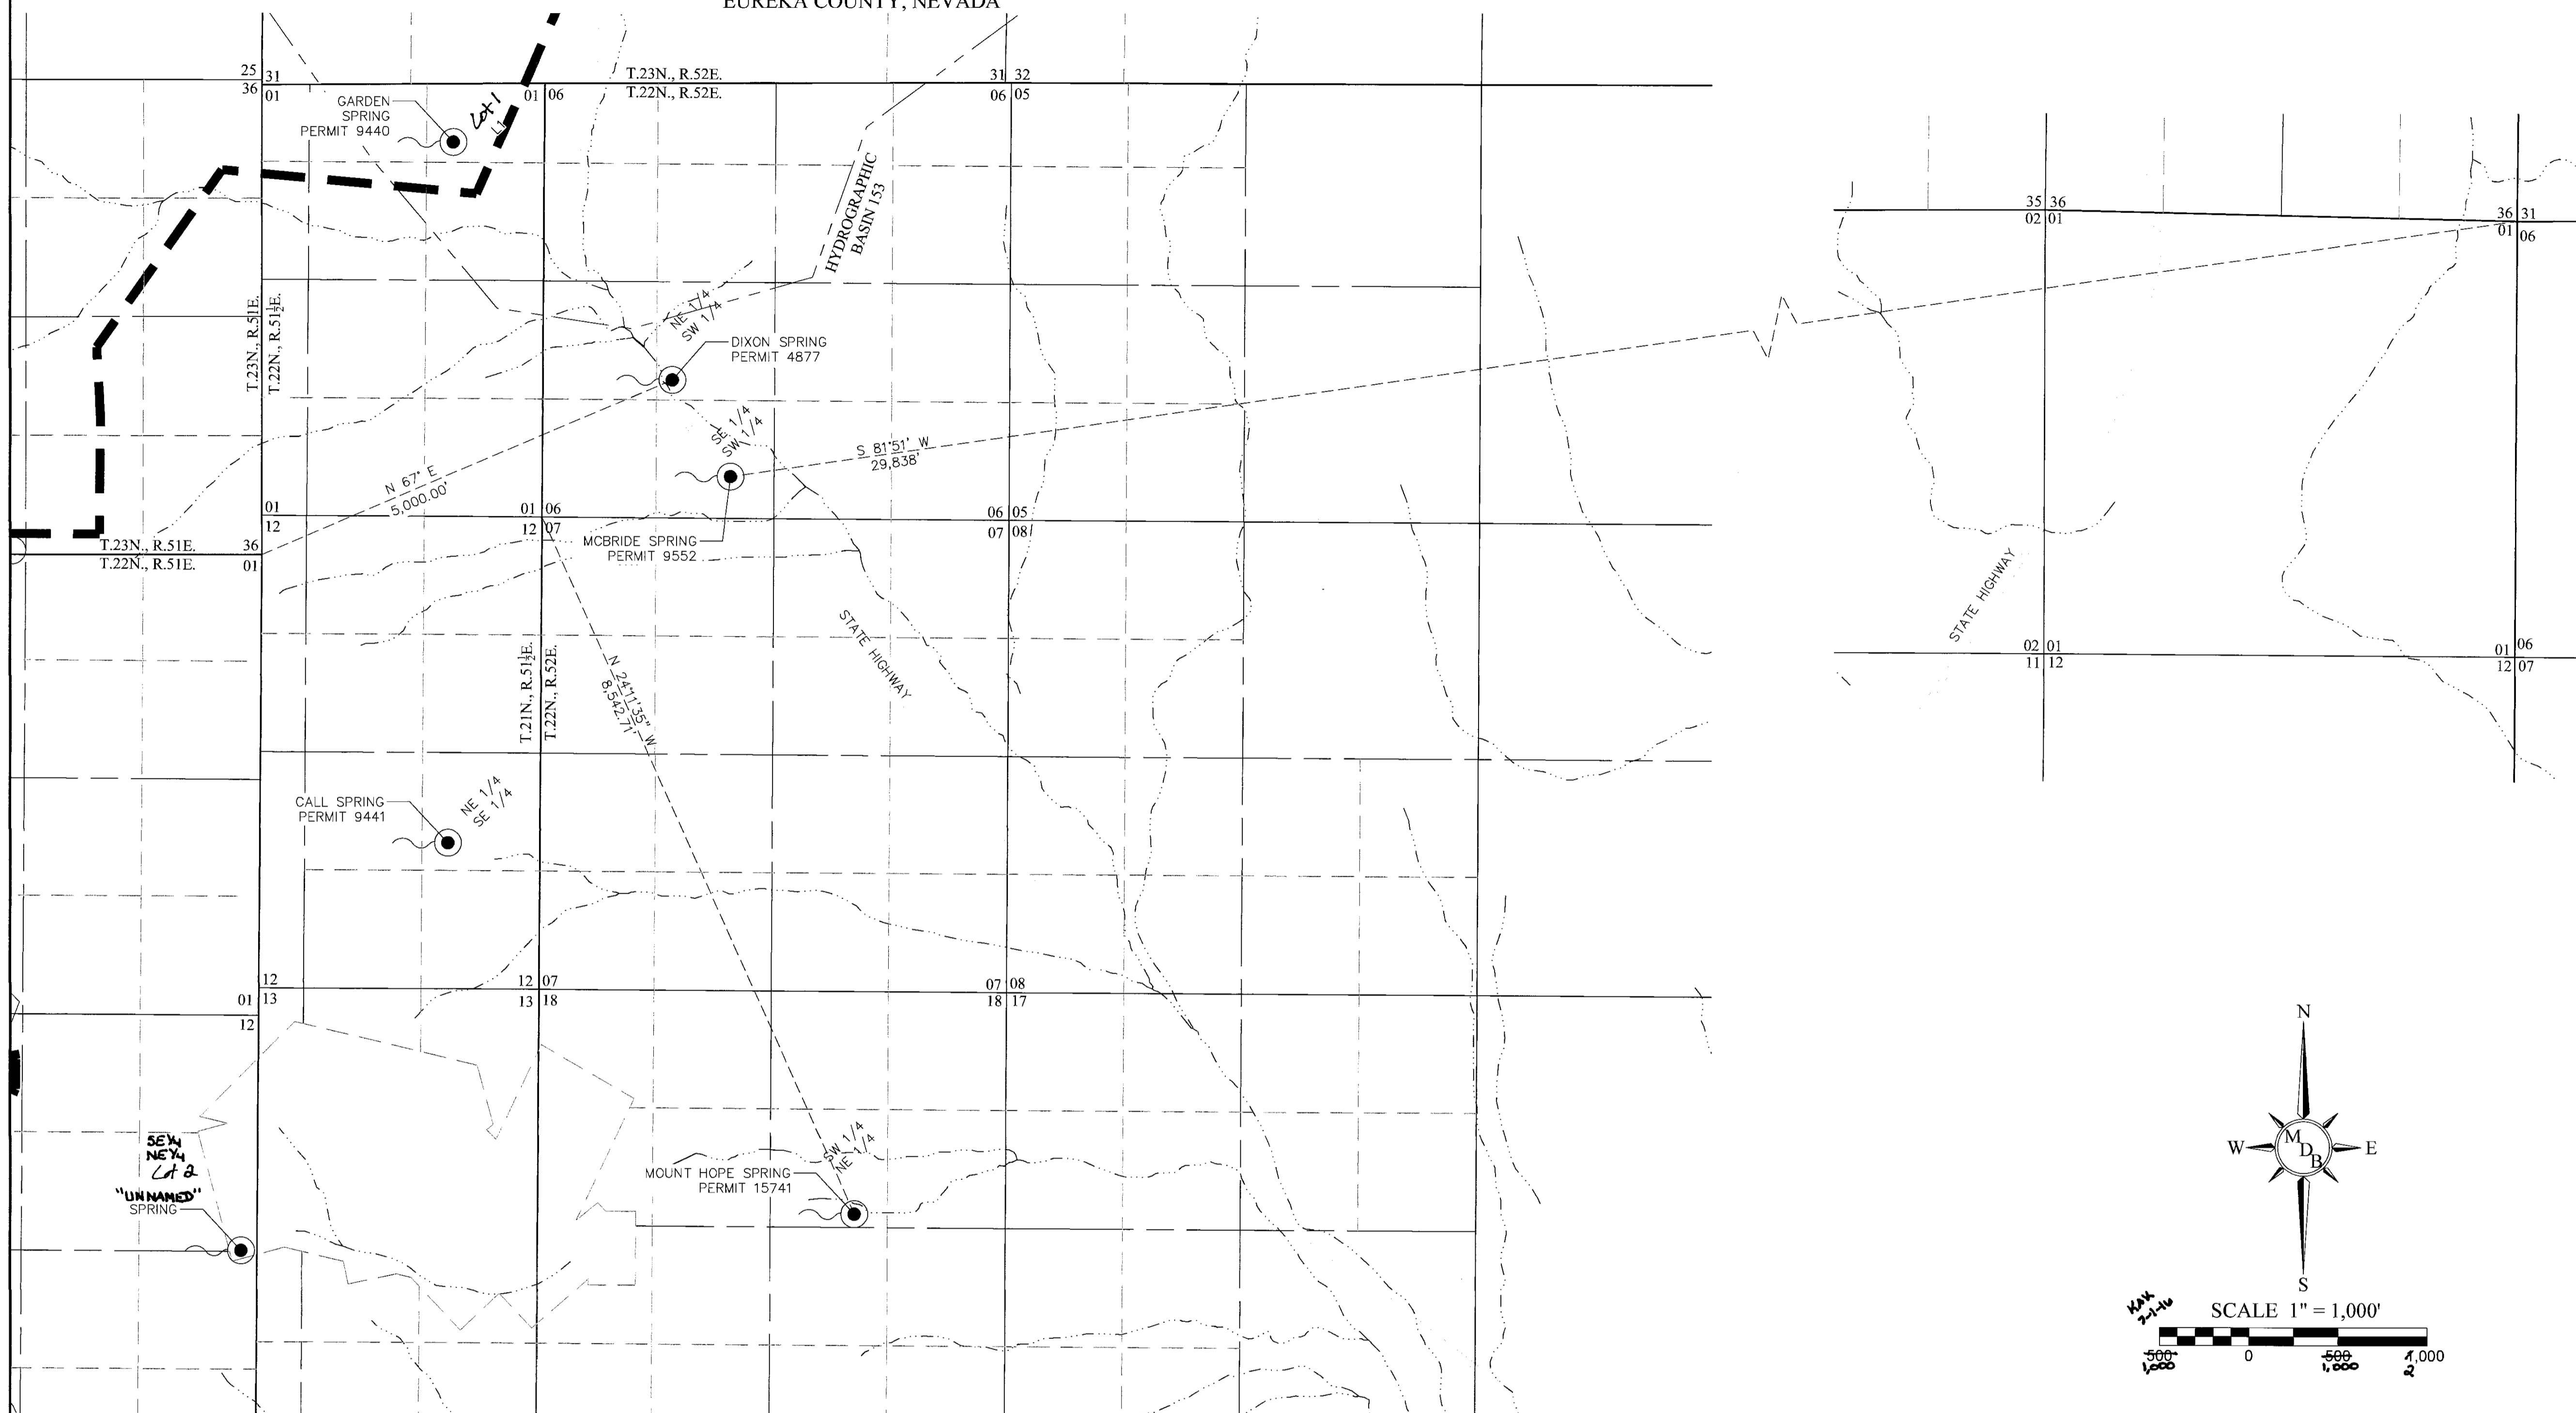 EUREKA COUNTY, NEVADA
25 31
36 01
T.23N., R.52E.
T.22N., R.52E.
01 06
31 32
06 05
GARDEN
SPRING
PERMIT 9440
Lot 1
L1
HYDROGRAPHIC
BASIN 153
35 36
02 01
36 31
01 06
T.23N., R.51E.
T.22N., R.51½E.
NE 1/4
SW 1/4
DIXON SPRING
PERMIT 4877
SE 1/4
SW 1/4
S 81°51' W
29,838'
N 67° E
5,000.00'
01
12
01 06
12 07
06 05
07 08
MCBRIDE SPRING
PERMIT 9552
T.23N., R.51E.
T.22N., R.51E.
36
01
STATE HIGHWAY
STATE HIGHWAY
02 01
11 12
01 06
12 07
T.21N., R.51½E.
T.22N., R.52E.
N 24°11'35" W
8,542.71'
CALL SPRING
PERMIT 9441
NE 1/4
SE 1/4
12
01 13
12
12 07
13 18
07 08
18 17
SE¼
NE¼
Lot 2
"UNNAMED"
SPRING
SW 1/4
NE 1/4
MOUNT HOPE SPRING
PERMIT 15741
N
W
E
S
M
D
B
KAK
7-1-16
SCALE 1" = 1,000'
500 0 500 1,000
1,000 1,000 2